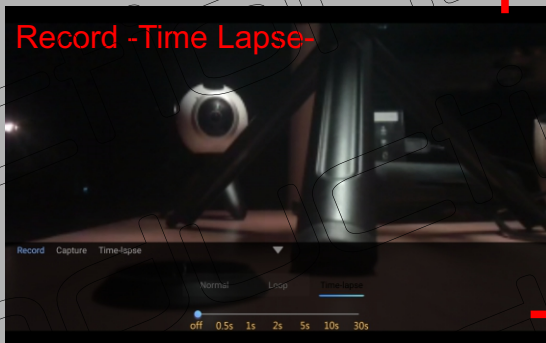 Record -Time Lapse-
Record Capture Time-lapse
Normal Loop Time-lapse
off 0.5s 1s 2s 5s 10s 30s